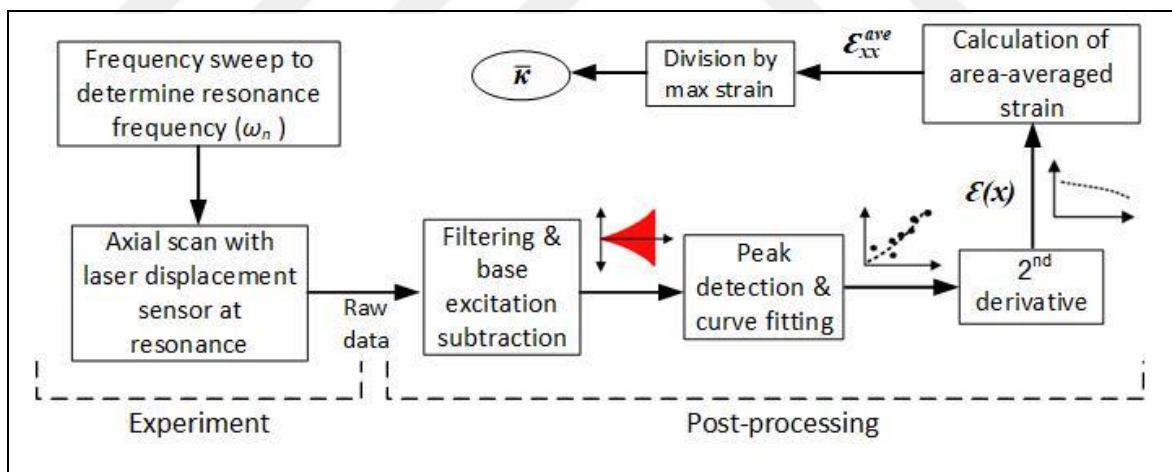 Frequency sweep to
determine resonance
frequency (ωn )
Axial scan with
laser displacement
sensor at
resonance
Raw
data
Filtering &
base
excitation
subtraction
Peak
detection &
curve fitting
2nd
derivative
ε(x)
Calculation of
area-averaged
strain
εxx ave
Division by
max strain
κ̄
Experiment
Post-processing